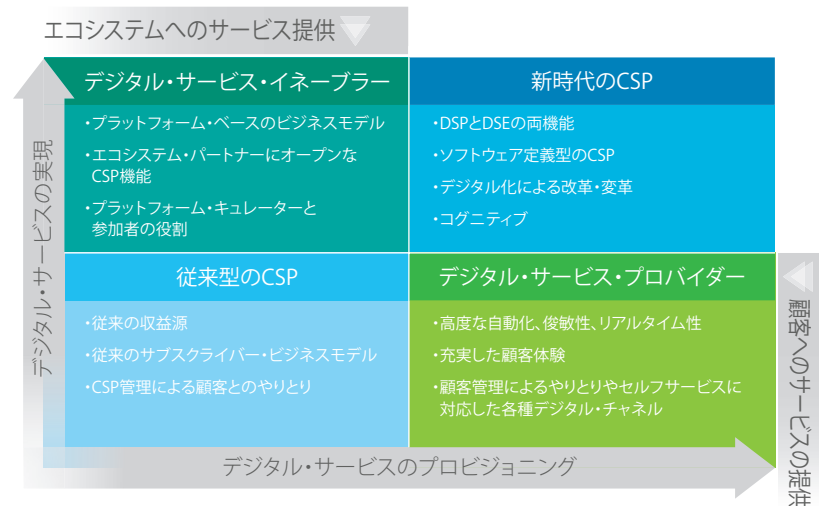 エコシステムへのサービス提供
デジタル・サービス・イネーブラー
・プラットフォーム・ベースのビジネスモデル
・エコシステム・パートナーにオープンな
CSP機能
・プラットフォーム・キュレーターと
参加者の役割
新時代のCSP
・DSPとDSEの両機能
・ソフトウェア定義型のCSP
・デジタル化による改革・変革
・コグニティブ
従来型のCSP
・従来の収益源
・従来のサブスクライバー・ビジネスモデル
・CSP管理による顧客とのやりとり
デジタル・サービス・プロバイダー
・高度な自動化、俊敏性、リアルタイム性
・充実した顧客体験
・顧客管理によるやりとりやセルフサービスに
対応した各種デジタル・チャネル
デジタル・サービスの実現
デジタル・サービスのプロビジョニング
顧客へのサービスの提供